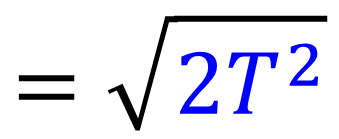 = √2T²